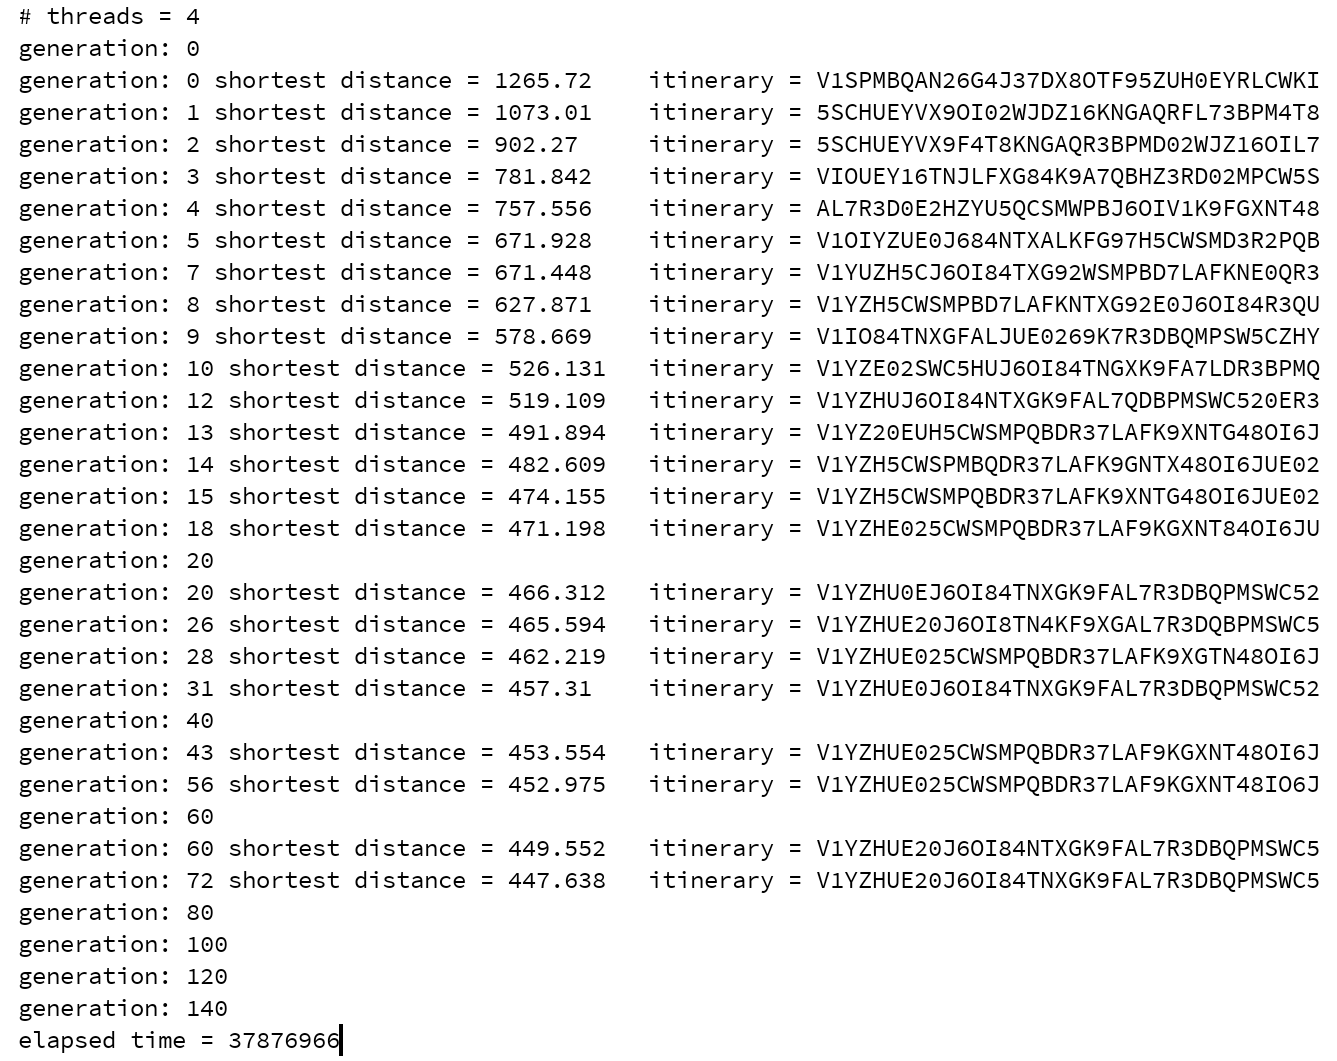 # threads = 4
generation: 0
generation: 0 shortest distance = 1265.72    itinerary = V1SPMBQAN26G4J37DX8OTF95ZUH0EYRLCWKI
generation: 1 shortest distance = 1073.01    itinerary = 5SCHUEYVX9OI02WJDZ16KNGAQRFL73BPM4T8
generation: 2 shortest distance = 902.27     itinerary = 5SCHUEYVX9F4T8KNGAQR3BPMD02WJZ16OIL7
generation: 3 shortest distance = 781.842    itinerary = VIOUEY16TNJLFXG84K9A7QBHZ3RD02MPCW5S
generation: 4 shortest distance = 757.556    itinerary = AL7R3D0E2HZYU5QCSMWPBJ6OIV1K9FGXNT48
generation: 5 shortest distance = 671.928    itinerary = V1OIYZUE0J684NTXALKFG97H5CWSMD3R2PQB
generation: 7 shortest distance = 671.448    itinerary = V1YUZH5CJ6OI84TXG92WSMPBD7LAFKNE0QR3
generation: 8 shortest distance = 627.871    itinerary = V1YZH5CWSMPBD7LAFKNTXG92E0J6OI84R3QU
generation: 9 shortest distance = 578.669    itinerary = V1IO84TNXGFALJUE0269K7R3DBQMPSW5CZHY
generation: 10 shortest distance = 526.131   itinerary = V1YZE02SWC5HUJ6OI84TNGXK9FA7LDR3BPMQ
generation: 12 shortest distance = 519.109   itinerary = V1YZHUJ6OI84NTXGK9FAL7QDBPMSWC520ER3
generation: 13 shortest distance = 491.894   itinerary = V1YZ20EUH5CWSMPQBDR37LAFK9XNTG48OI6J
generation: 14 shortest distance = 482.609   itinerary = V1YZH5CWSPMBQDR37LAFK9GNTX48OI6JUE02
generation: 15 shortest distance = 474.155   itinerary = V1YZH5CWSMPQBDR37LAFK9XNTG48OI6JUE02
generation: 18 shortest distance = 471.198   itinerary = V1YZHE025CWSMPQBDR37LAF9KGXNT84OI6JU
generation: 20
generation: 20 shortest distance = 466.312   itinerary = V1YZHU0EJ6OI84TNXGK9FAL7R3DBQPMSWC52
generation: 26 shortest distance = 465.594   itinerary = V1YZHUE20J6OI8TN4KF9XGAL7R3DQBPMSWC5
generation: 28 shortest distance = 462.219   itinerary = V1YZHUE025CWSMPQBDR37LAFK9XGTN48OI6J
generation: 31 shortest distance = 457.31    itinerary = V1YZHUE0J6OI84TNXGK9FAL7R3DBQPMSWC52
generation: 40
generation: 43 shortest distance = 453.554   itinerary = V1YZHUE025CWSMPQBDR37LAF9KGXNT48OI6J
generation: 56 shortest distance = 452.975   itinerary = V1YZHUE025CWSMPQBDR37LAF9KGXNT48IO6J
generation: 60
generation: 60 shortest distance = 449.552   itinerary = V1YZHUE20J6OI84NTXGK9FAL7R3DBQPMSWC5
generation: 72 shortest distance = 447.638   itinerary = V1YZHUE20J6OI84TNXGK9FAL7R3DBQPMSWC5
generation: 80
generation: 100
generation: 120
generation: 140
elapsed time = 37876966